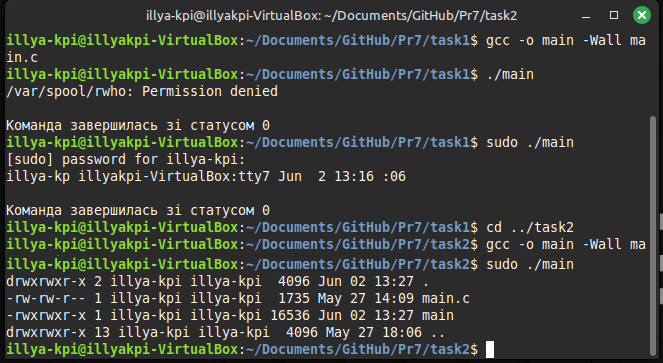 illya-kpi@illyakpi-VirtualBox: ~/Documents/GitHub/Pr7/task2
illya-kpi@illyakpi-VirtualBox:~/Documents/GitHub/Pr7/task1$ gcc -o main -Wall ma
in.c
illya-kpi@illyakpi-VirtualBox:~/Documents/GitHub/Pr7/task1$ ./main
/var/spool/rwho: Permission denied
Команда завершилась зі статусом 0
illya-kpi@illyakpi-VirtualBox:~/Documents/GitHub/Pr7/task1$ sudo ./main
[sudo] password for illya-kpi:
illya-kp illyakpi-VirtualBox:tty7 Jun  2 13:16 :06
Команда завершилась зі статусом 0
illya-kpi@illyakpi-VirtualBox:~/Documents/GitHub/Pr7/task1$ cd ../task2
illya-kpi@illyakpi-VirtualBox:~/Documents/GitHub/Pr7/task2$ gcc -o main -Wall ma
illya-kpi@illyakpi-VirtualBox:~/Documents/GitHub/Pr7/task2$ sudo ./main
drwxrwxr-x 2 illya-kpi illya-kpi  4096 Jun 02 13:27 .
-rw-rw-r-- 1 illya-kpi illya-kpi  1735 May 27 14:09 main.c
-rwxrwxr-x 1 illya-kpi illya-kpi 16536 Jun 02 13:27 main
drwxrwxr-x 13 illya-kpi illya-kpi  4096 May 27 18:06 ..
illya-kpi@illyakpi-VirtualBox:~/Documents/GitHub/Pr7/task2$